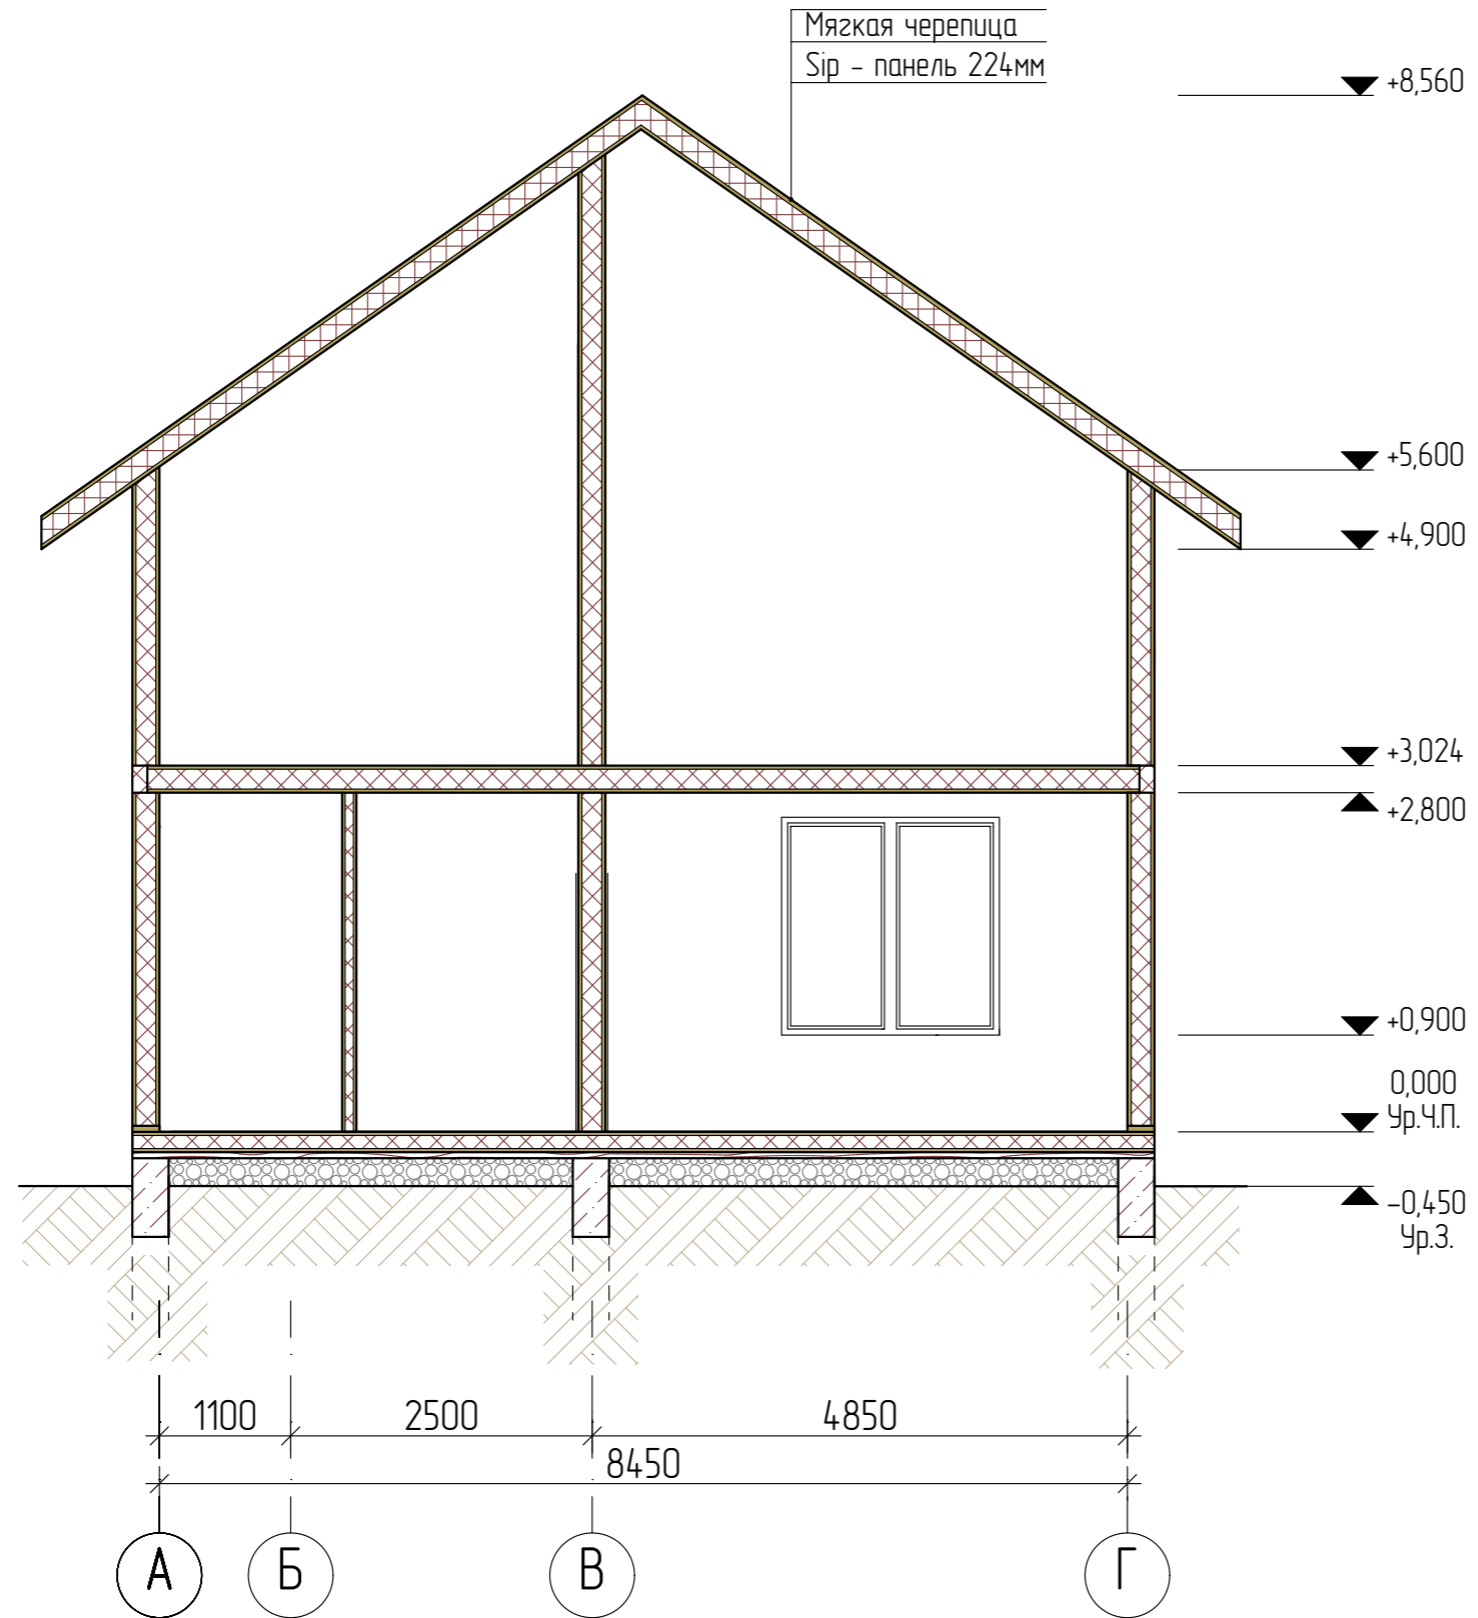 Мягкая черепица
Sip - панель 224мм
+8,560
+5,600
+4,900
+3,024
+2,800
+0,900
0,000
Ур.Ч.П.
-0,450
Ур.З.
1100 2500 4850
8450
А Б В Г